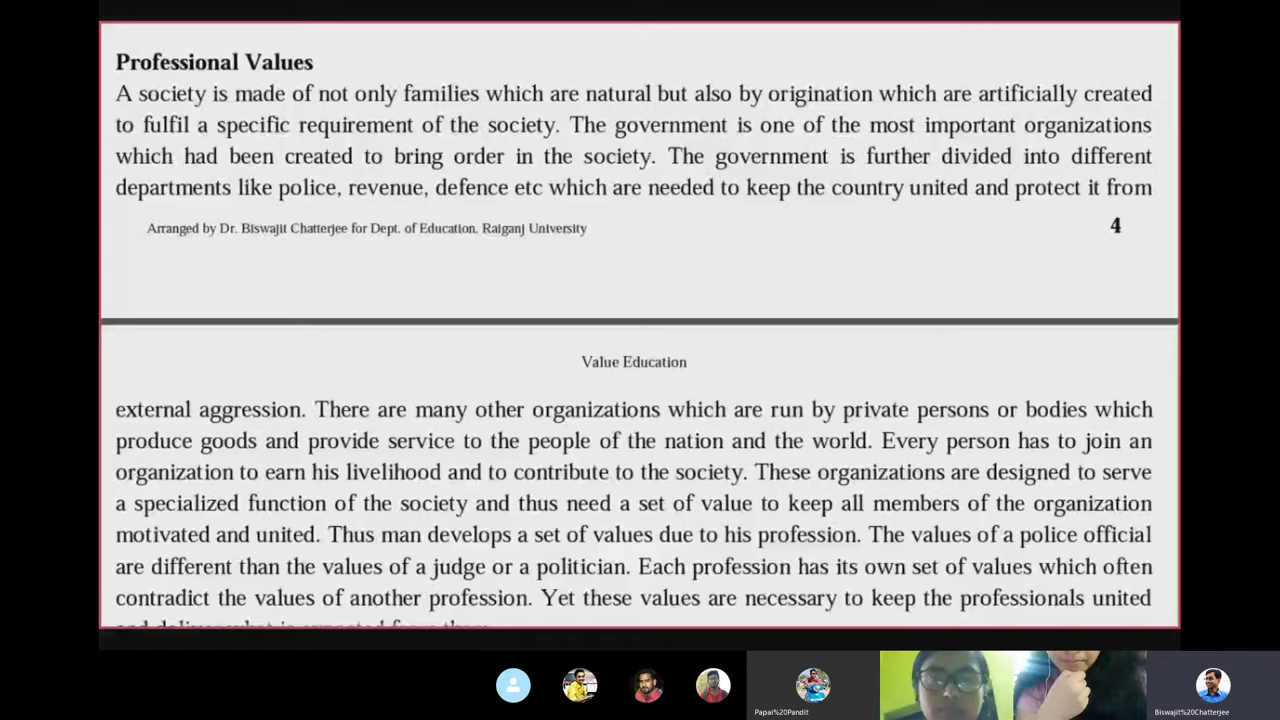 Professional Values
A society is made of not only families which are natural but also by origination which are artificially created
to fulfil a specific requirement of the society. The government is one of the most important organizations
which had been created to bring order in the society. The government is further divided into different
departments like police, revenue, defence etc which are needed to keep the country united and protect it from
Arranged by Dr. Biswajit Chatterjee for Dept. of Education, Raiganj University
4
Value Education
external aggression. There are many other organizations which are run by private persons or bodies which
produce goods and provide service to the people of the nation and the world. Every person has to join an
organization to earn his livelihood and to contribute to the society. These organizations are designed to serve
a specialized function of the society and thus need a set of value to keep all members of the organization
motivated and united. Thus man develops a set of values due to his profession. The values of a police official
are different than the values of a judge or a politician. Each profession has its own set of values which often
contradict the values of another profession. Yet these values are necessary to keep the professionals united
and deliver what is expected from them.
Papai%20Pandit
Biswajit%20Chatterjee